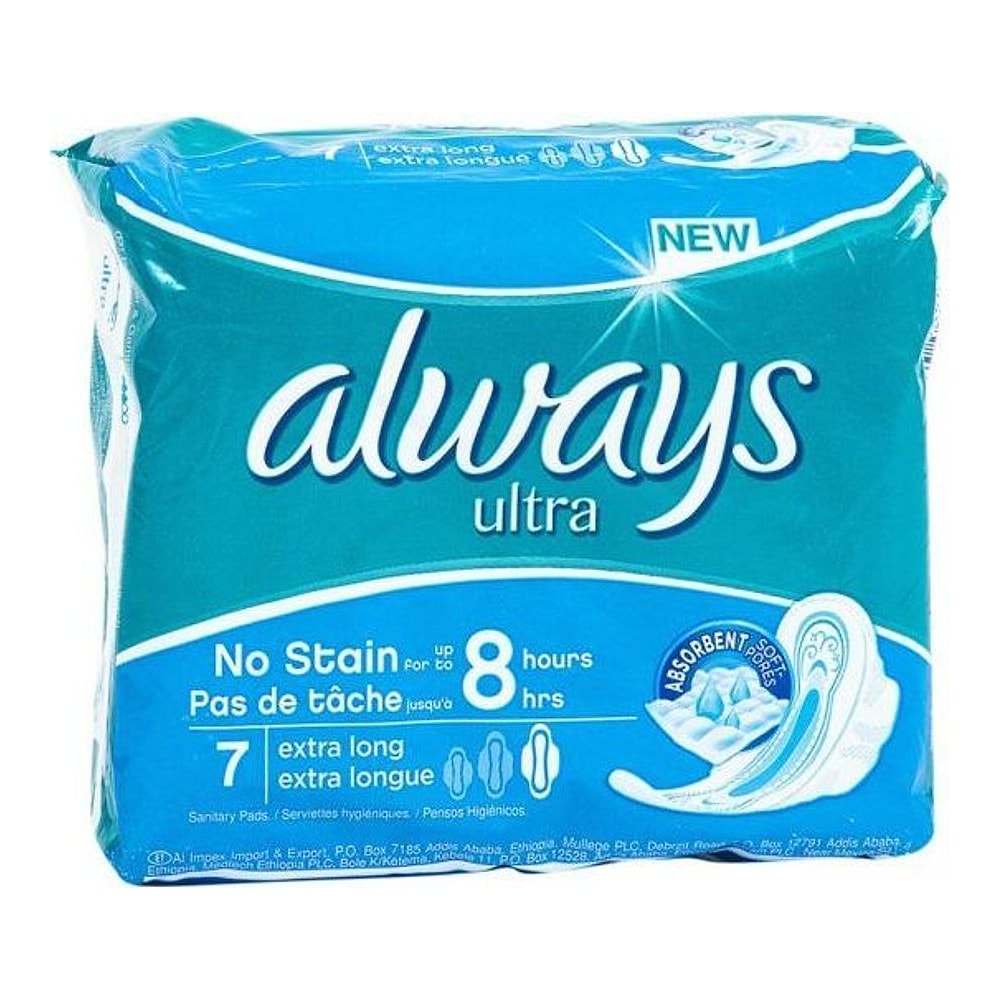 7 extra long
extra longue
NEW
always
ultra
No Stain for up to 8 hours
Pas de tâche jusqu'à 8 hrs
7 extra long
extra longue
ABSORBENT
SOFT-
PORES
Sanitary Pads. / Serviettes hygiéniques. / Pensos Higiénicos.
ET Al Impex Import & Export, P.O. Box 7185 Addis Ababa, Ethiopia, Mullege PLC, Debreit Box 12791 Addis Ababa,
Ethiopia, Medtech Ethiopia PLC, Bole K/Ketema, Kebele 11, P.O. Box 12528,